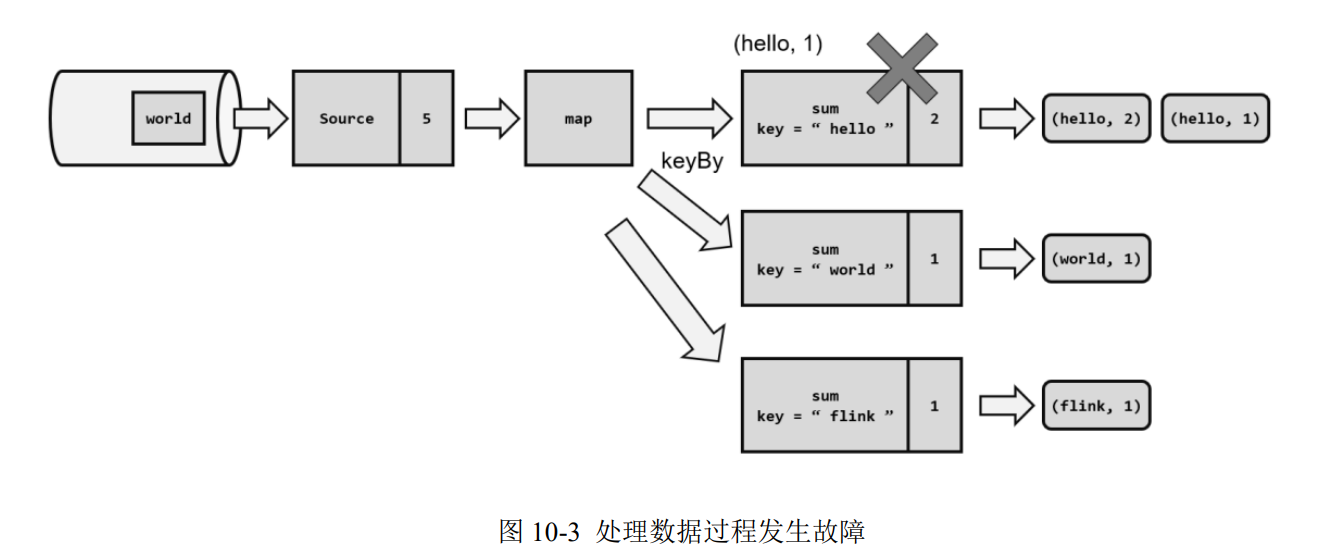 (hello, 1)
world
Source
5
map
sum
key = “ hello ”
2
(hello, 2)
(hello, 1)
keyBy
sum
key = “ world ”
1
(world, 1)
sum
key = “ flink ”
1
(flink, 1)
图 10-3 处理数据过程发生故障